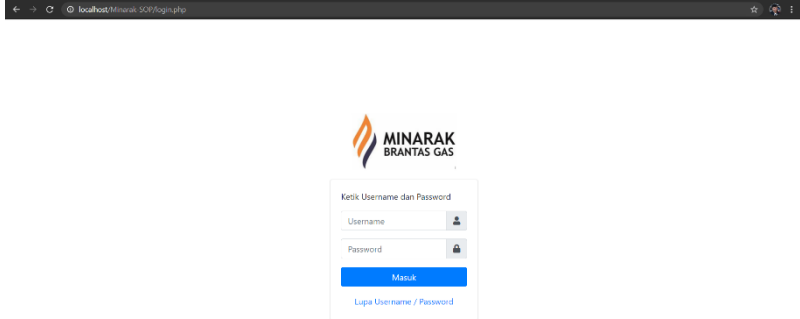 localhost/Minarak-SOP/login.php
MINARAK
BRANTAS GAS
Ketik Username dan Password
Username
Password
Masuk
Lupa Username / Password